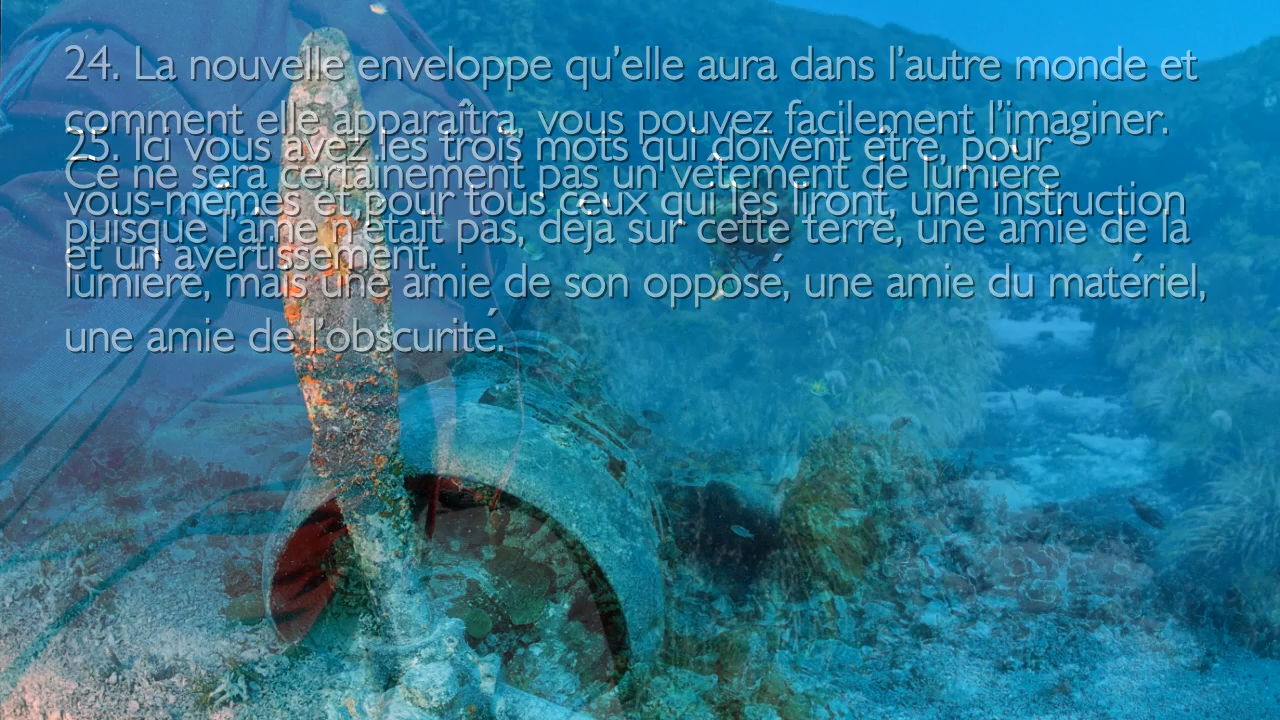 24. La nouvelle enveloppe qu'elle aura dans l'autre monde et
comment elle apparaîtra, vous pouvez facilement l'imaginer.
Ce ne sera certainement pas un vêtement de lumière
puisque l'âme n'était pas, déjà sur cette terre, une amie de la
lumière, mais une amie de son opposé, une amie du matériel,
une amie de l'obscurité.
25. Ici vous avez les trois mots qui doivent être, pour
vous-mêmes et pour tous ceux qui les liront, une instruction
et un avertissement.